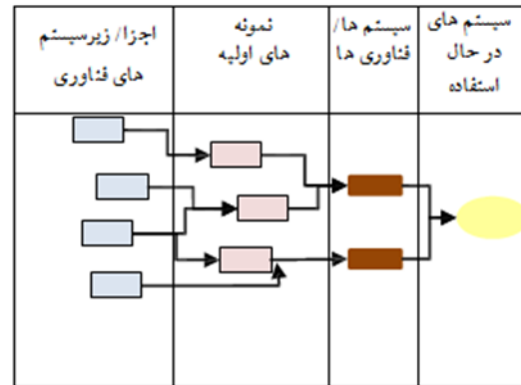 سیستم های
در حال
استفاده
سیستم ها/
فناوری ها
نمونه
های اولیه
اجزا/ زیرسیستم
های فناوری